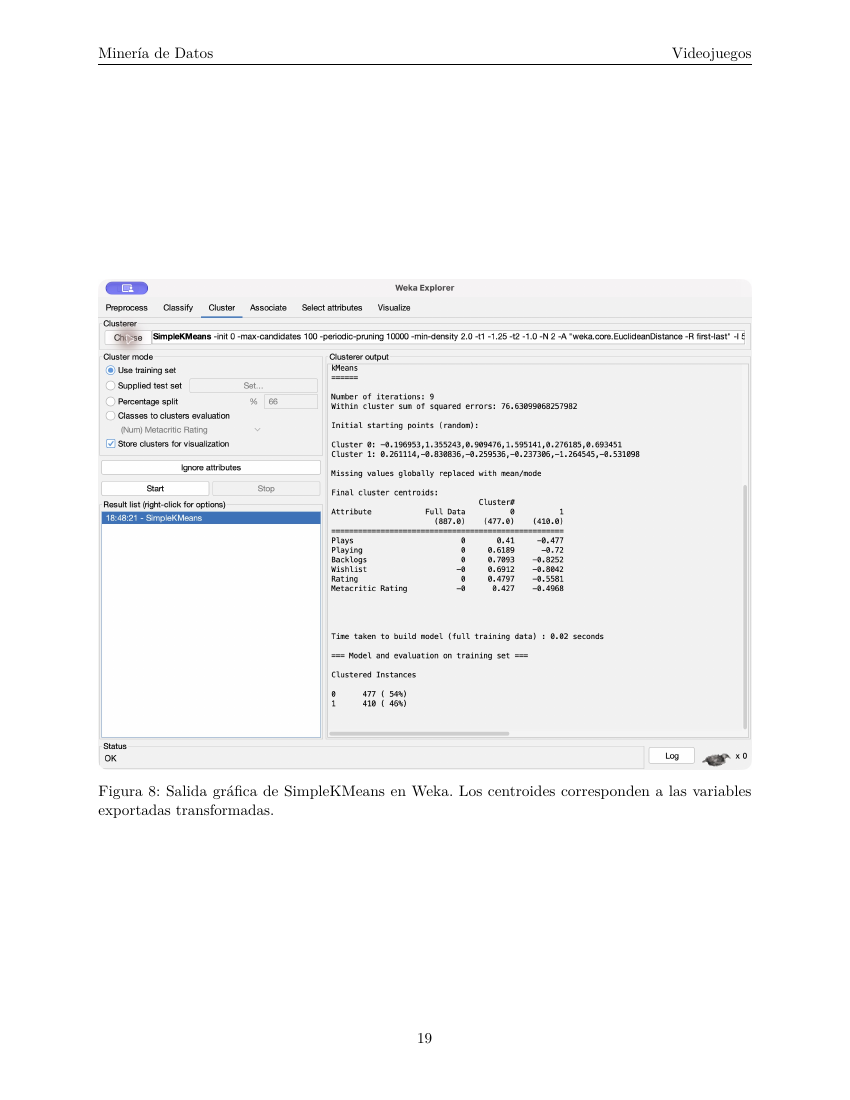 Minería de Datos Videojuegos
Weka Explorer
Preprocess Classify Cluster Associate Select attributes Visualize
Clusterer
SimpleKMeans -init 0 -max-candidates 100 -periodic-pruning 10000 -min-density 2.0 -t1 -1.25 -t2 -1.0 -N 2 -A "weka.core.EuclideanDistance -R first-last" -I
Cluster mode
Use training set
Supplied test set Set...
Percentage split % 66
Classes to clusters evaluation
(Num) Metacritic Rating
Store clusters for visualization
Ignore attributes
Start Stop
Result list (right-click for options)
18:48:21 - SimpleKMeans
Clusterer output
kMeans
======
Number of iterations: 9
Within cluster sum of squared errors: 76.63099068257982
Initial starting points (random):
Cluster 0: -0.196953,1.355243,0.909476,1.595141,0.276185,0.693451
Cluster 1: 0.261114,-0.830836,-0.259536,-0.237306,-1.264545,-0.531098
Missing values globally replaced with mean/mode
Final cluster centroids:
Cluster#
Attribute Full Data 0 1
(887.0) (477.0) (410.0)
====================================================
Plays 0 0.41 -0.477
Playing 0 0.6189 -0.72
Backlogs 0 0.7093 -0.8252
Wishlist -0 0.6912 -0.8042
Rating 0 0.4797 -0.5581
Metacritic Rating -0 0.427 -0.4968
Time taken to build model (full training data) : 0.02 seconds
=== Model and evaluation on training set ===
Clustered Instances
0 477 ( 54%)
1 410 ( 46%)
Status
OK
Log x 0
Figura 8: Salida gráfica de SimpleKMeans en Weka. Los centroides corresponden a las variables
exportadas transformadas.
19